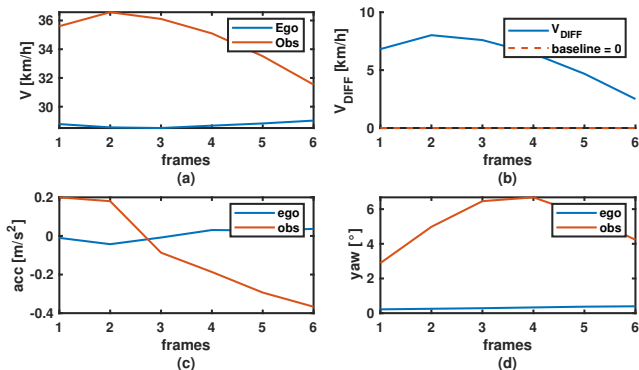 V [km/h]
36
34
32
30
1 2 3 4 5 6
frames
(a)
Ego
Obs
V_DIFF [km/h]
10
5
0
1 2 3 4 5 6
frames
(b)
V_DIFF
baseline = 0
acc [m/s²]
0.2
0
-0.2
-0.4
1 2 3 4 5 6
frames
(c)
ego
obs
yaw [°]
6
4
2
0
1 2 3 4 5 6
frames
(d)
ego
obs